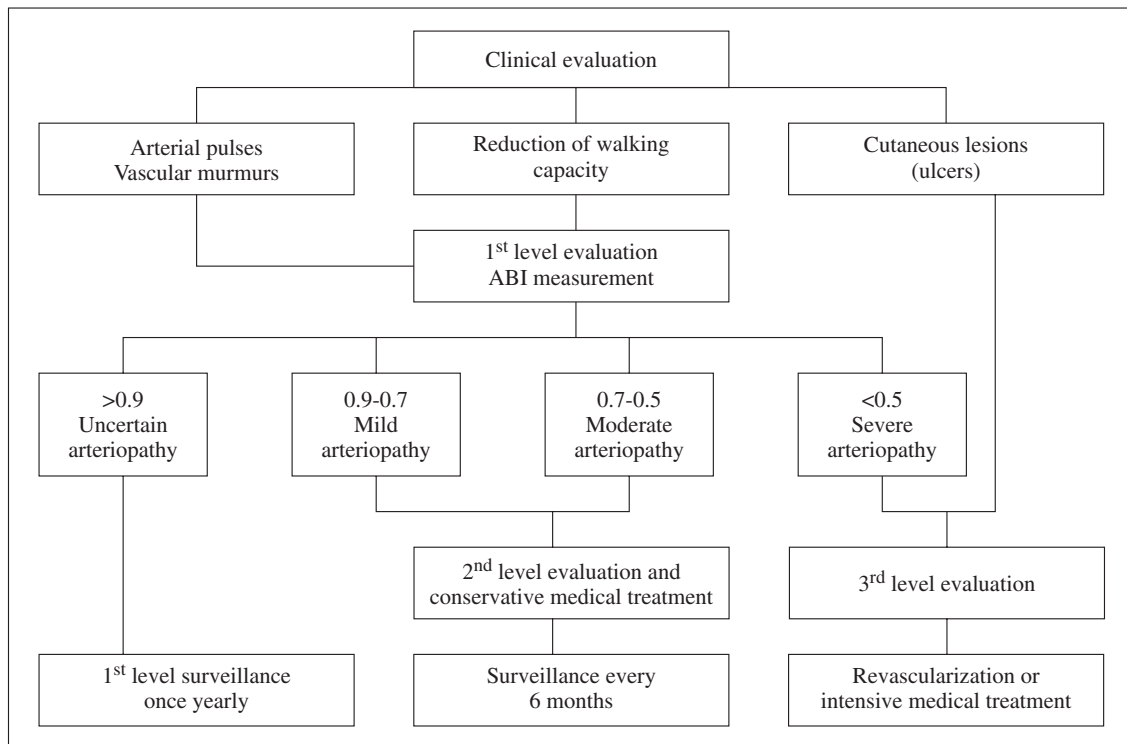 Clinical evaluation
Arterial pulses
Vascular murmurs
Reduction of walking
capacity
Cutaneous lesions
(ulcers)
1st level evaluation
ABI measurement
>0.9
Uncertain
arteriopathy
0.9-0.7
Mild
arteriopathy
0.7-0.5
Moderate
arteriopathy
<0.5
Severe
arteriopathy
2nd level evaluation and
conservative medical treatment
3rd level evaluation
1st level surveillance
once yearly
Surveillance every
6 months
Revascularization or
intensive medical treatment